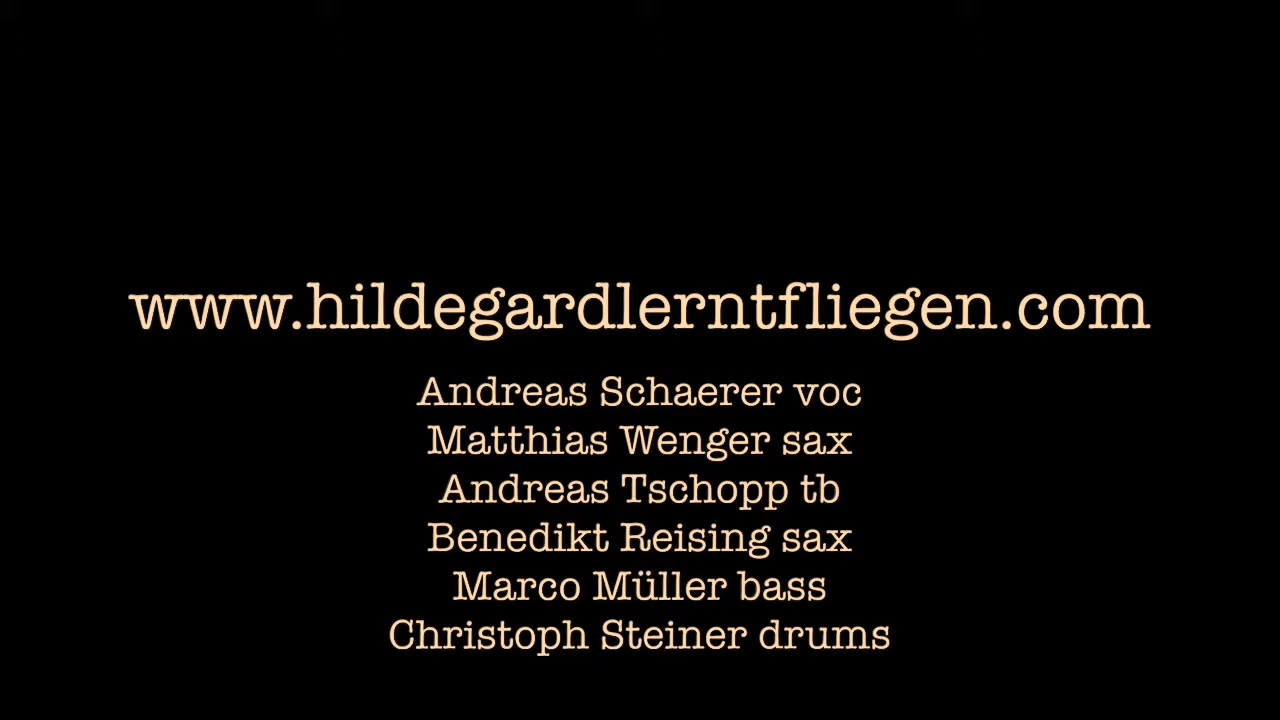 www.hildegardlerntfliegen.com
Andreas Schaerer voc
Matthias Wenger sax
Andreas Tschopp tb
Benedikt Reising sax
Marco Müller bass
Christoph Steiner drums